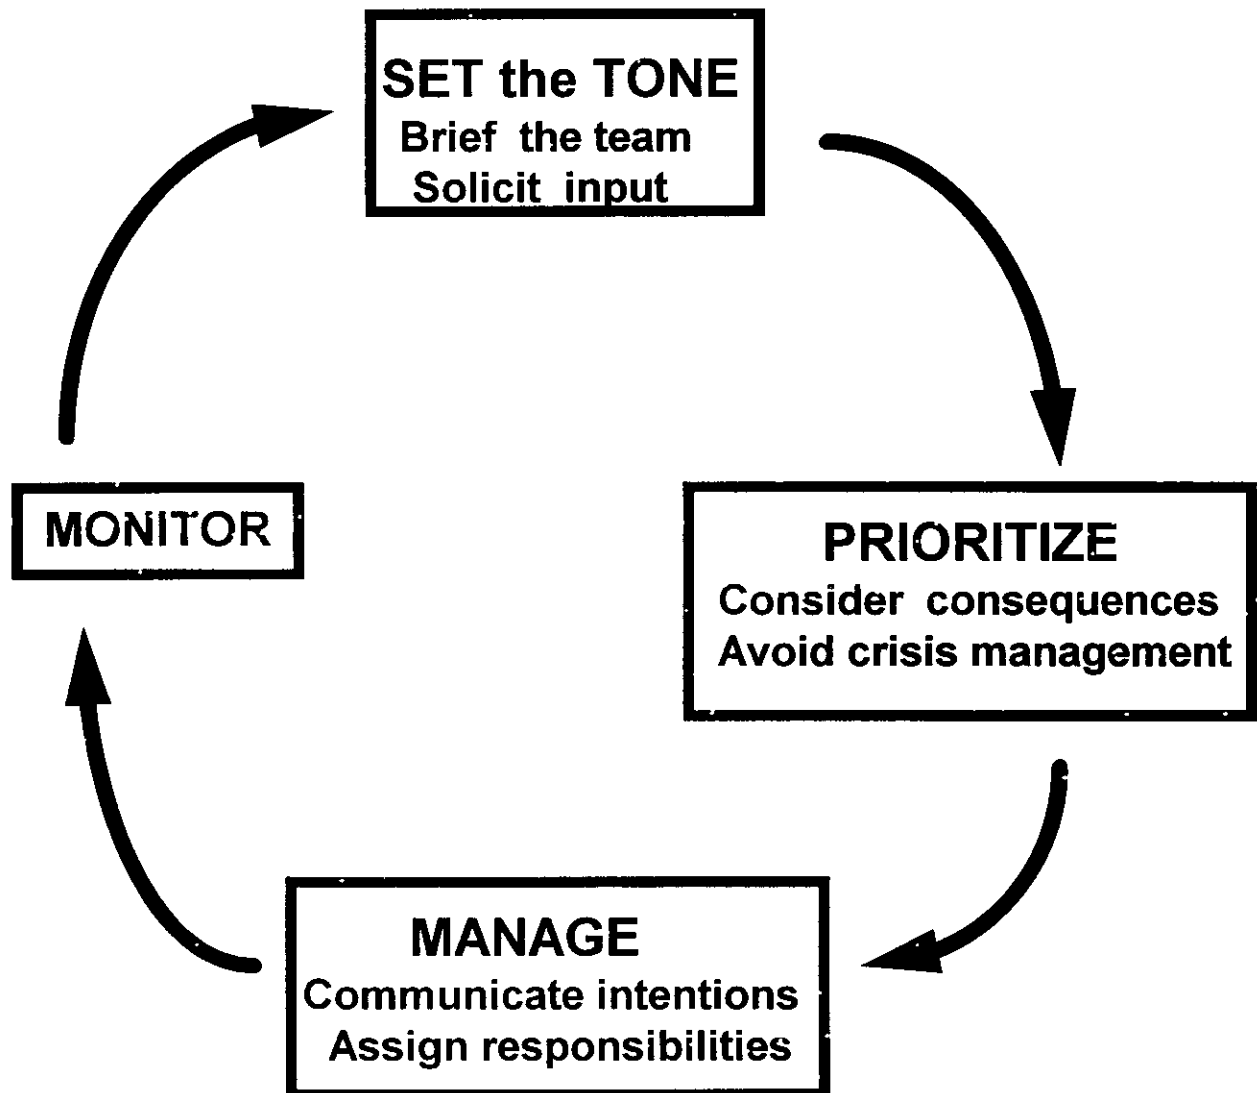 SET the TONE
Brief the team
Solicit input
MONITOR
PRIORITIZE
Consider consequences
Avoid crisis management
MANAGE
Communicate intentions
Assign responsibilities